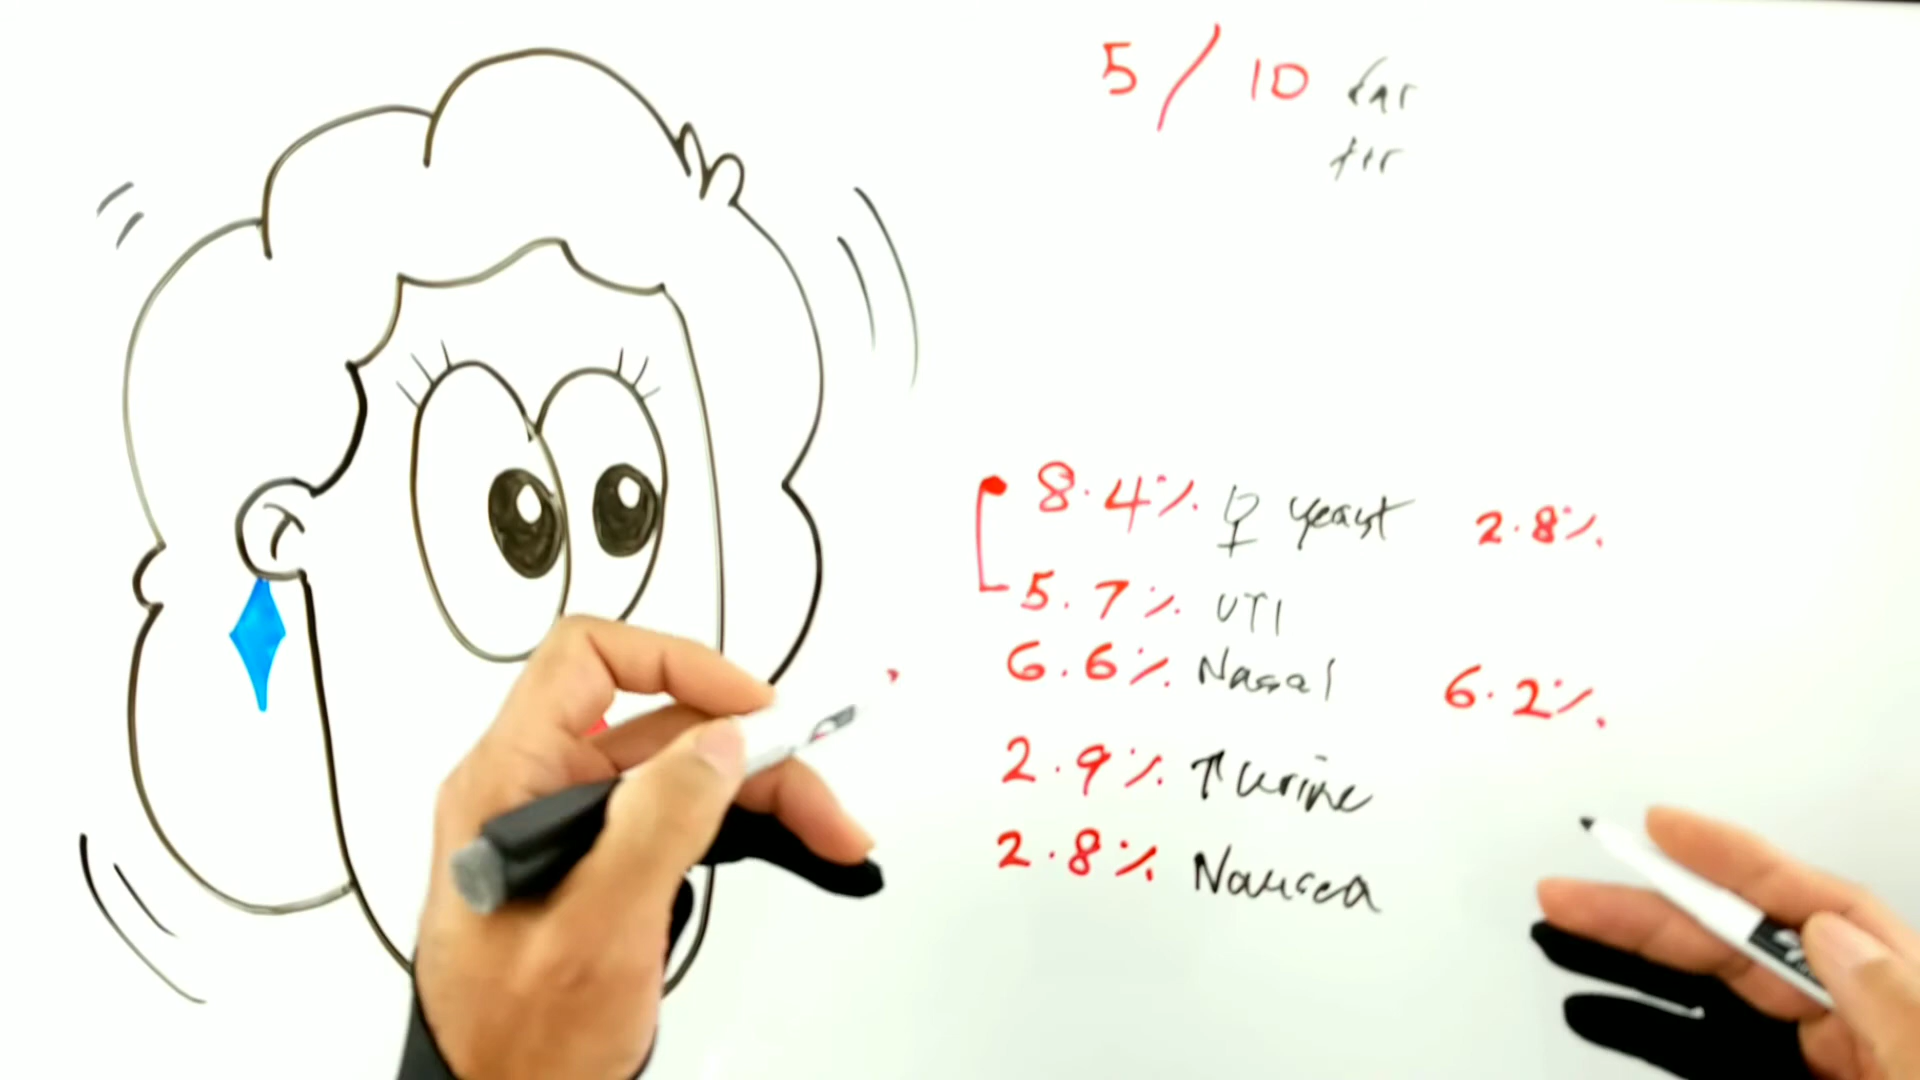 5 / 10
8.4% ♀ yeast 2.8%
5.7% UTI
6.6% Nasal 6.2%
2.9% ↑ urine
2.8% Nausea